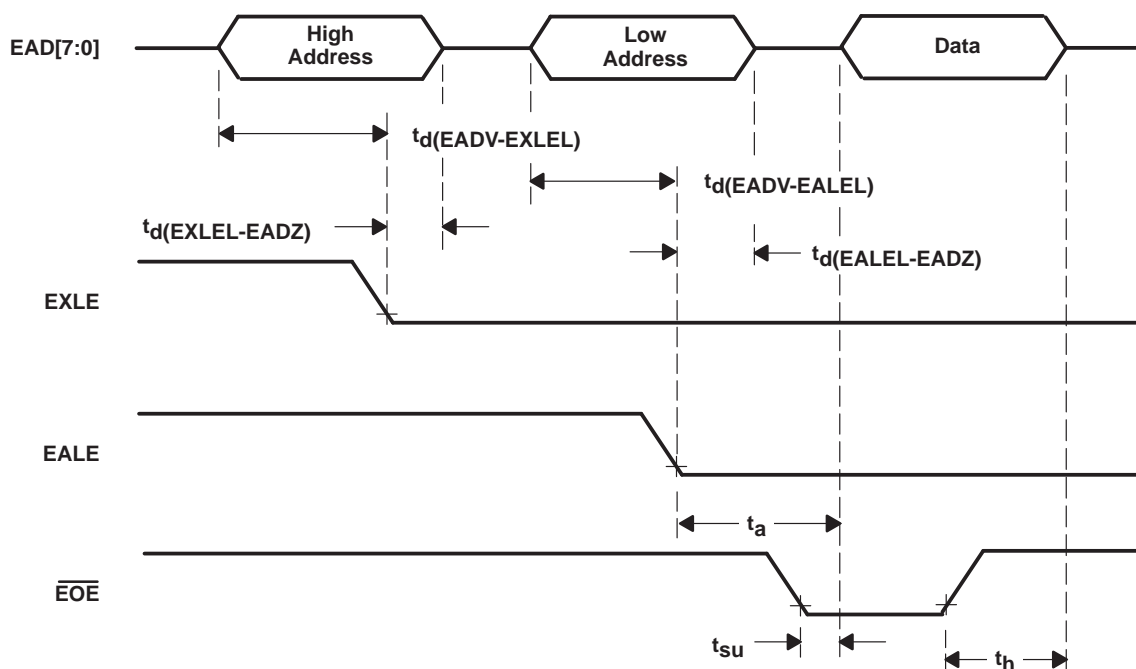 EAD[7:0]
High
Address
Low
Address
Data
td(EADV-EXLEL)
td(EADV-EALEL)
td(EXLEL-EADZ)
td(EALEL-EADZ)
EXLE
EALE
ta
EOE
tsu
th